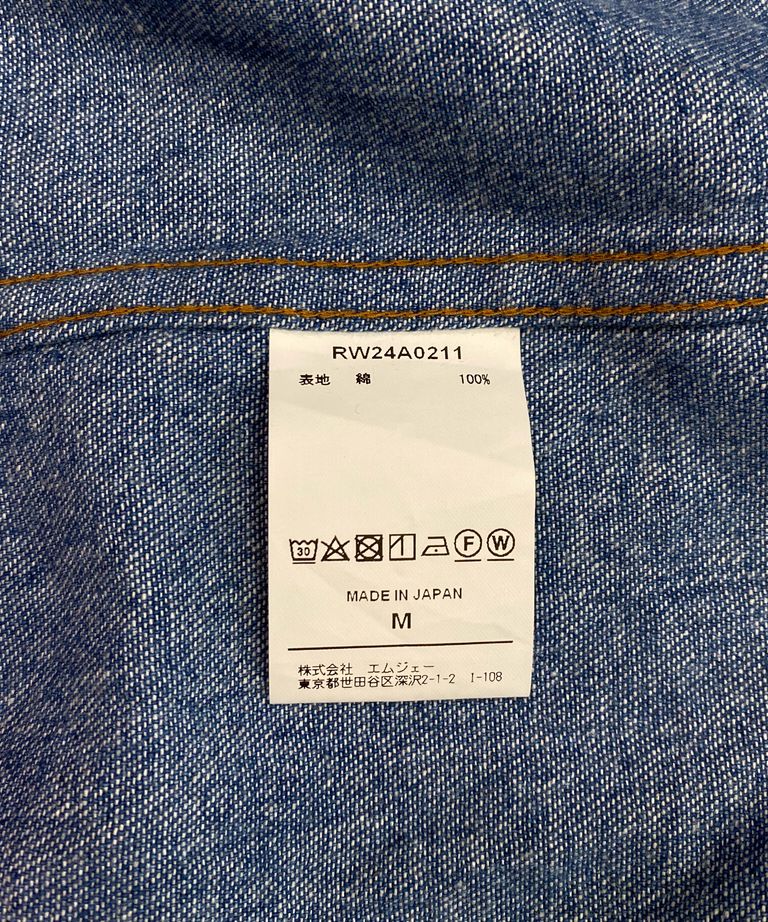 RW24A0211
表地 綿 100%
30 F W
MADE IN JAPAN
M
株式会社 エムジェー
東京都世田谷区深沢2-1-2 I-108